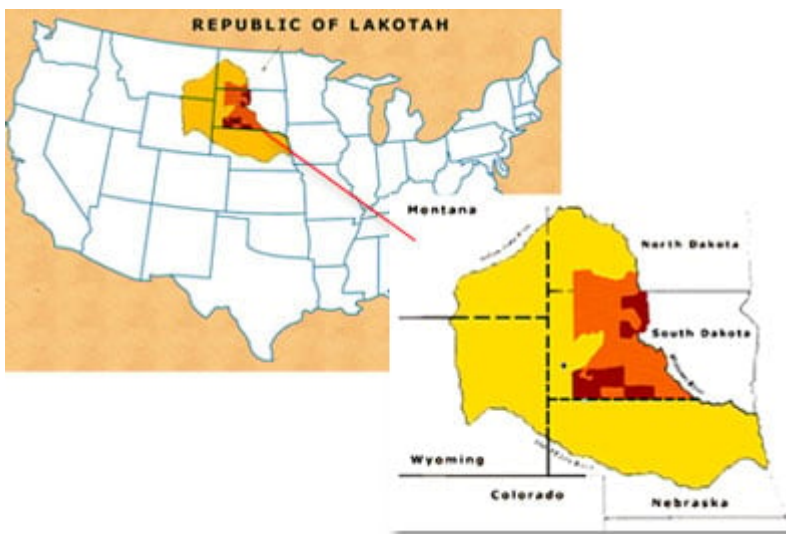 REPUBLIC OF LAKOTAH
Montana
North Dakota
South Dakota
Wyoming
Colorado
Nebraska